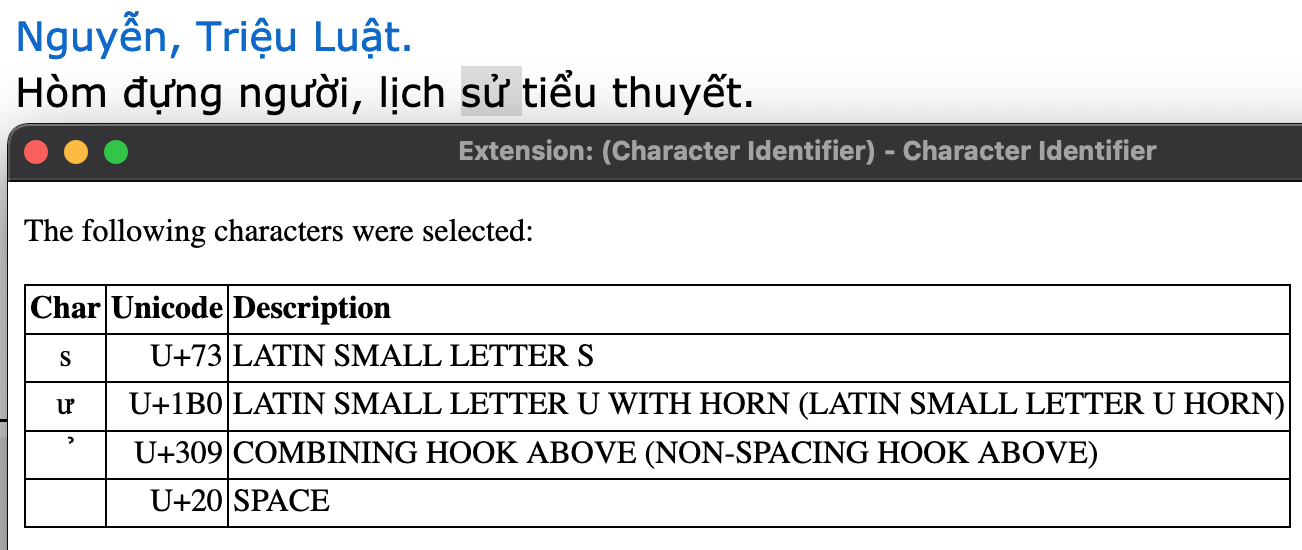 Nguyễn, Triệu Luật.
Hòm đựng người, lịch sử tiểu thuyết.
Extension: (Character Identifier) - Character Identifier
The following characters were selected:
Char Unicode Description
s U+73 LATIN SMALL LETTER S
ư U+1B0 LATIN SMALL LETTER U WITH HORN (LATIN SMALL LETTER U HORN)
̉ U+309 COMBINING HOOK ABOVE (NON-SPACING HOOK ABOVE)
U+20 SPACE